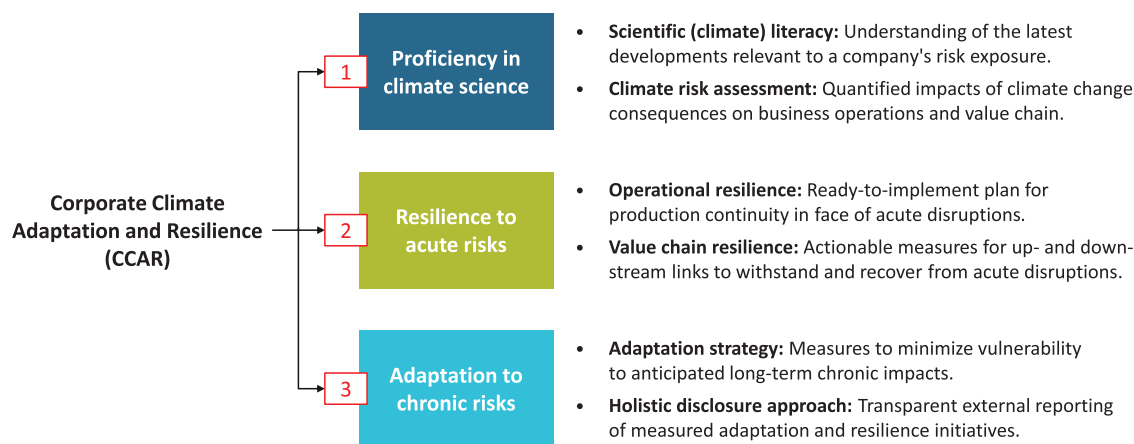 Corporate Climate
Adaptation and Resilience
(CCAR)
1
Proficiency in
climate science
• Scientific (climate) literacy: Understanding of the latest
developments relevant to a company's risk exposure.
• Climate risk assessment: Quantified impacts of climate change
consequences on business operations and value chain.
2
Resilience to
acute risks
• Operational resilience: Ready-to-implement plan for
production continuity in face of acute disruptions.
• Value chain resilience: Actionable measures for up- and down-
stream links to withstand and recover from acute disruptions.
3
Adaptation to
chronic risks
• Adaptation strategy: Measures to minimize vulnerability
to anticipated long-term chronic impacts.
• Holistic disclosure approach: Transparent external reporting
of measured adaptation and resilience initiatives.